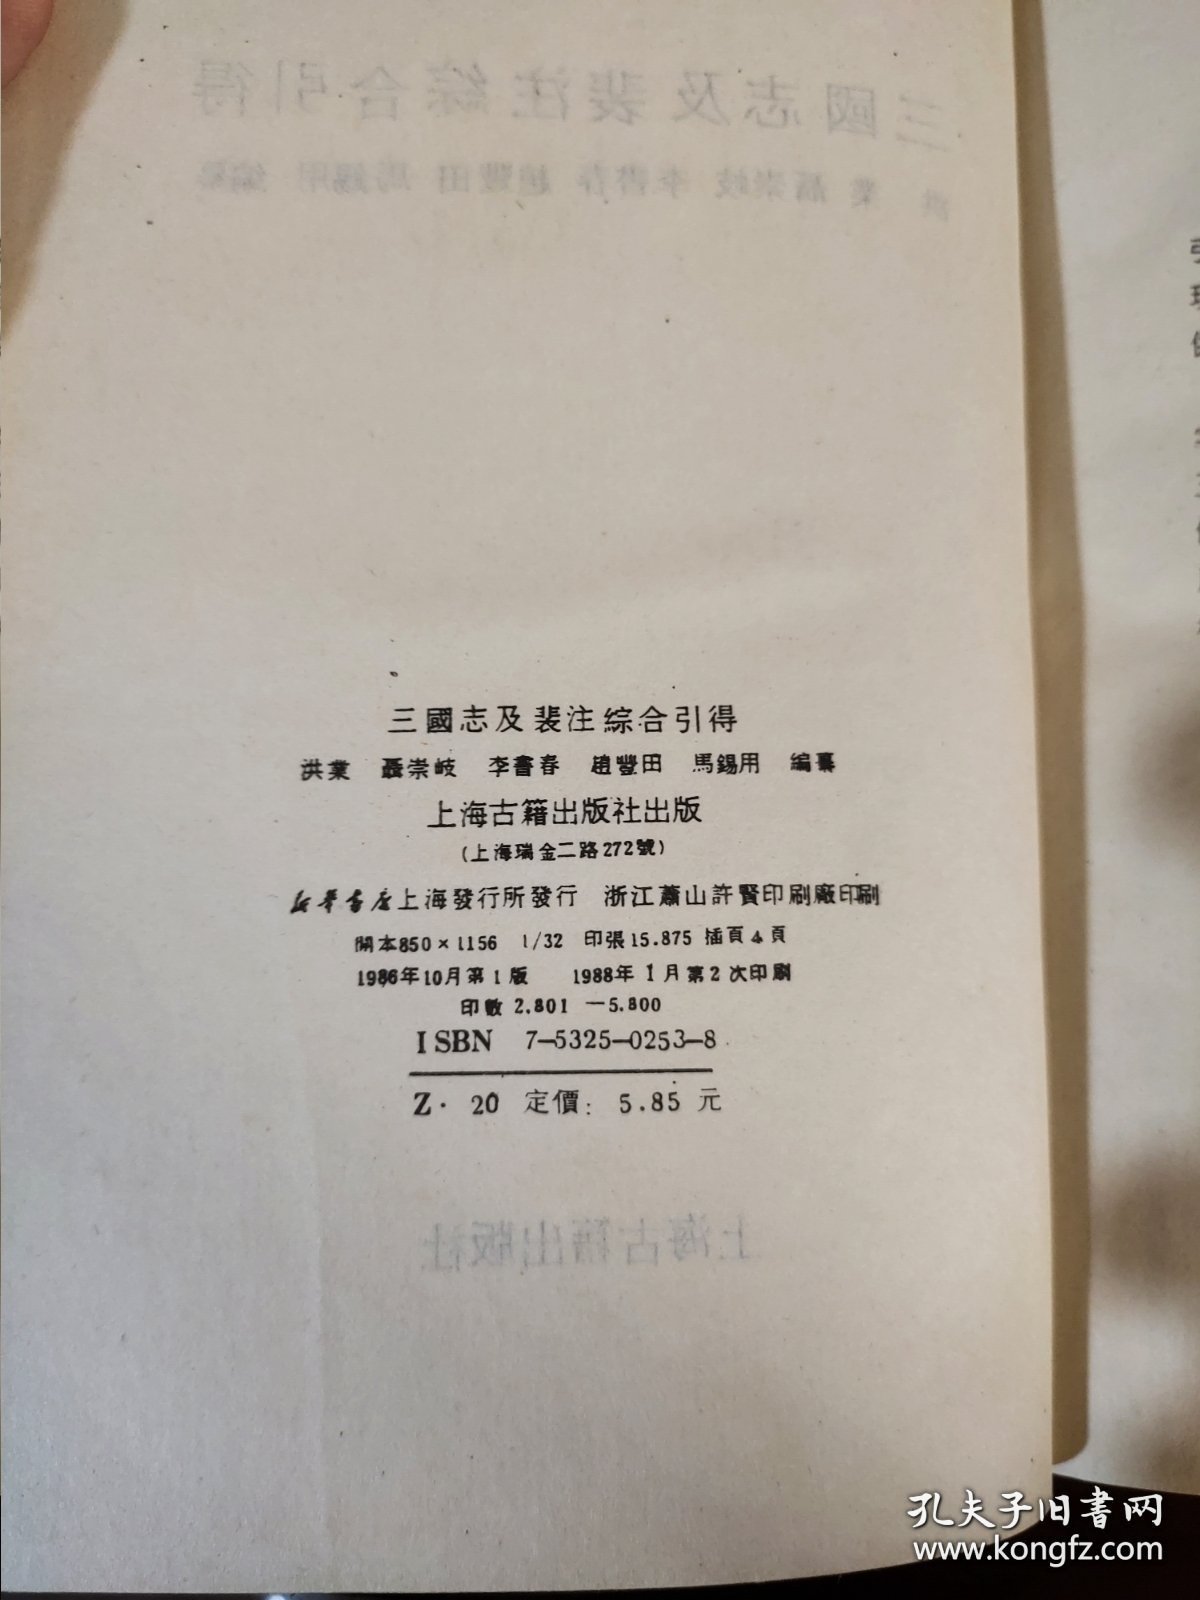 三國志及裴注綜合引得
洪業 聶崇岐 李書春 趙豐田 馬錫用 編纂
上海古籍出版社出版
(上海瑞金二路272號)
新華書店上海發行所發行 浙江蕭山許賢印刷廠印刷
開本850×1156 1/32 印張15.875 插頁4頁
1986年10月第1版 1988年1月第2次印刷
印數2.801—5.800
ISBN 7-5325-0253-8
Z·20 定價:5.85元
孔夫子旧書网
www.kongfz.com